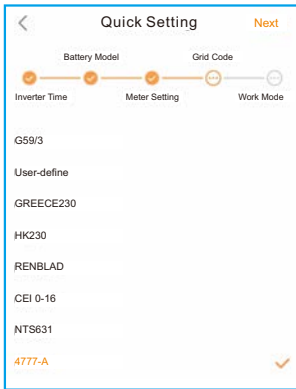 Quick Setting
Next
Battery Model
Grid Code
Inverter Time
Meter Setting
Work Mode
G59/3
User-define
GREECE230
HK230
RENBLAD
CEI 0-16
NTS631
4777-A